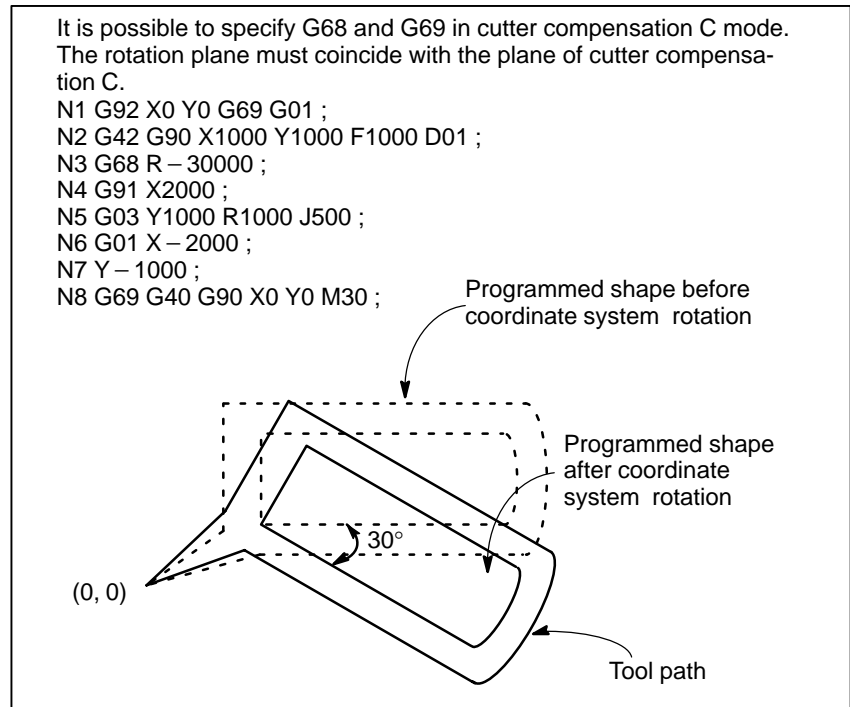 It is possible to specify G68 and G69 in cutter compensation C mode.
The rotation plane must coincide with the plane of cutter compensa-
tion C.
N1 G92 X0 Y0 G69 G01 ;
N2 G42 G90 X1000 Y1000 F1000 D01 ;
N3 G68 R – 30000 ;
N4 G91 X2000 ;
N5 G03 Y1000 R1000 J500 ;
N6 G01 X – 2000 ;
N7 Y – 1000 ;
N8 G69 G40 G90 X0 Y0 M30 ;
Programmed shape before
coordinate system rotation
Programmed shape
after coordinate
system rotation
30°
(0, 0)
Tool path